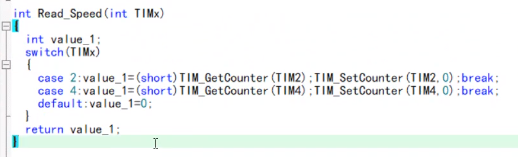 int Read_Speed(int TIMx)
{
int value_1;
switch(TIMx)
{
case 2:value_1=(short)TIM_GetCounter(TIM2);TIM_SetCounter(TIM2,0);break;
case 4:value_1=(short)TIM_GetCounter(TIM4);TIM_SetCounter(TIM4,0);break;
default:value_1=0;
}
return value_1;
}